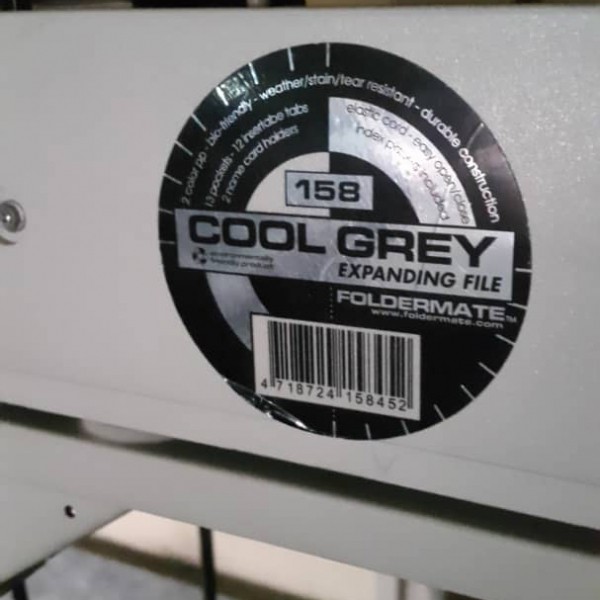 2 color pp - bio-friendly - weather/stain/tear resistant - durable construction
13 pockets - 12 insertable tabs
2 name card holders
elastic cord - easy open/close
index included
158
COOL GREY
environmentally
friendly product
EXPANDING FILE
FOLDERMATE™
www.foldermate.com
4 718724 158452